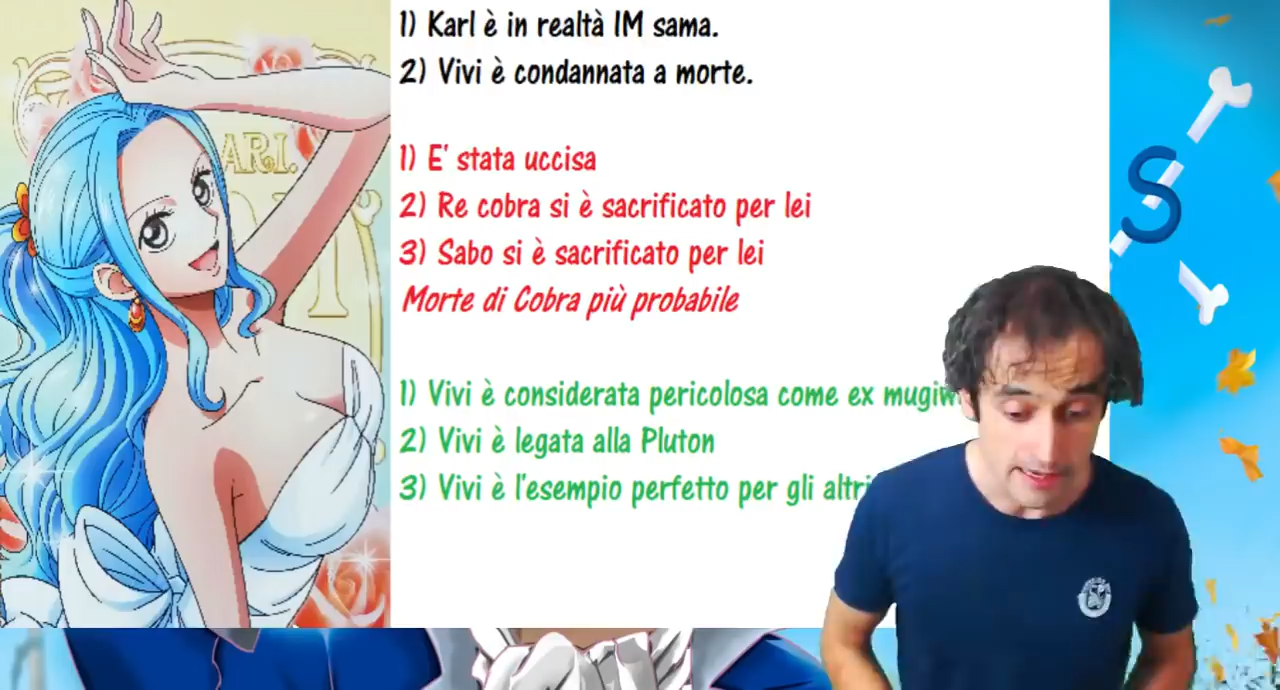 1) Karl è in realtà IM sama.
2) Vivi è condannata a morte.
1) E' stata uccisa
2) Re cobra si è sacrificato per lei
3) Sabo si è sacrificato per lei
Morte di Cobra più probabile
1) Vivi è considerata pericolosa come ex
2) Vivi è legata alla Pluton
3) Vivi è l'esempio perfetto per gli altri
S